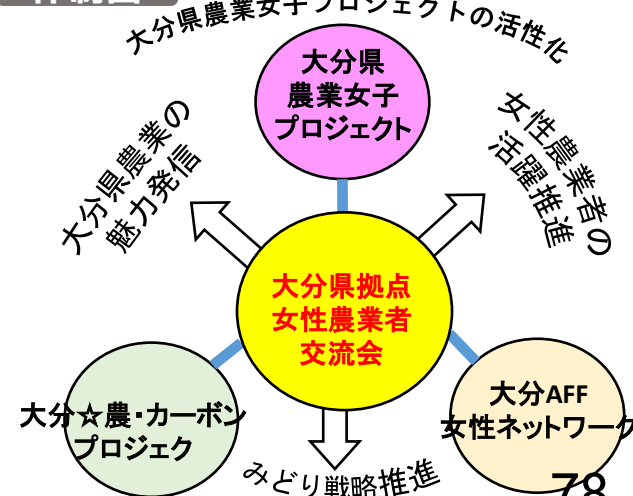 大分県農業女子プロジェクトの活性化
大分県
農業女子
プロジェクト
大分県農業の
魅力発信
女性農業者の
活躍推進
大分県拠点
女性農業者
交流会
大分☆農・カーボン
プロジェク
大分AFF
女性ネットワーク
みどり戦略推進
78